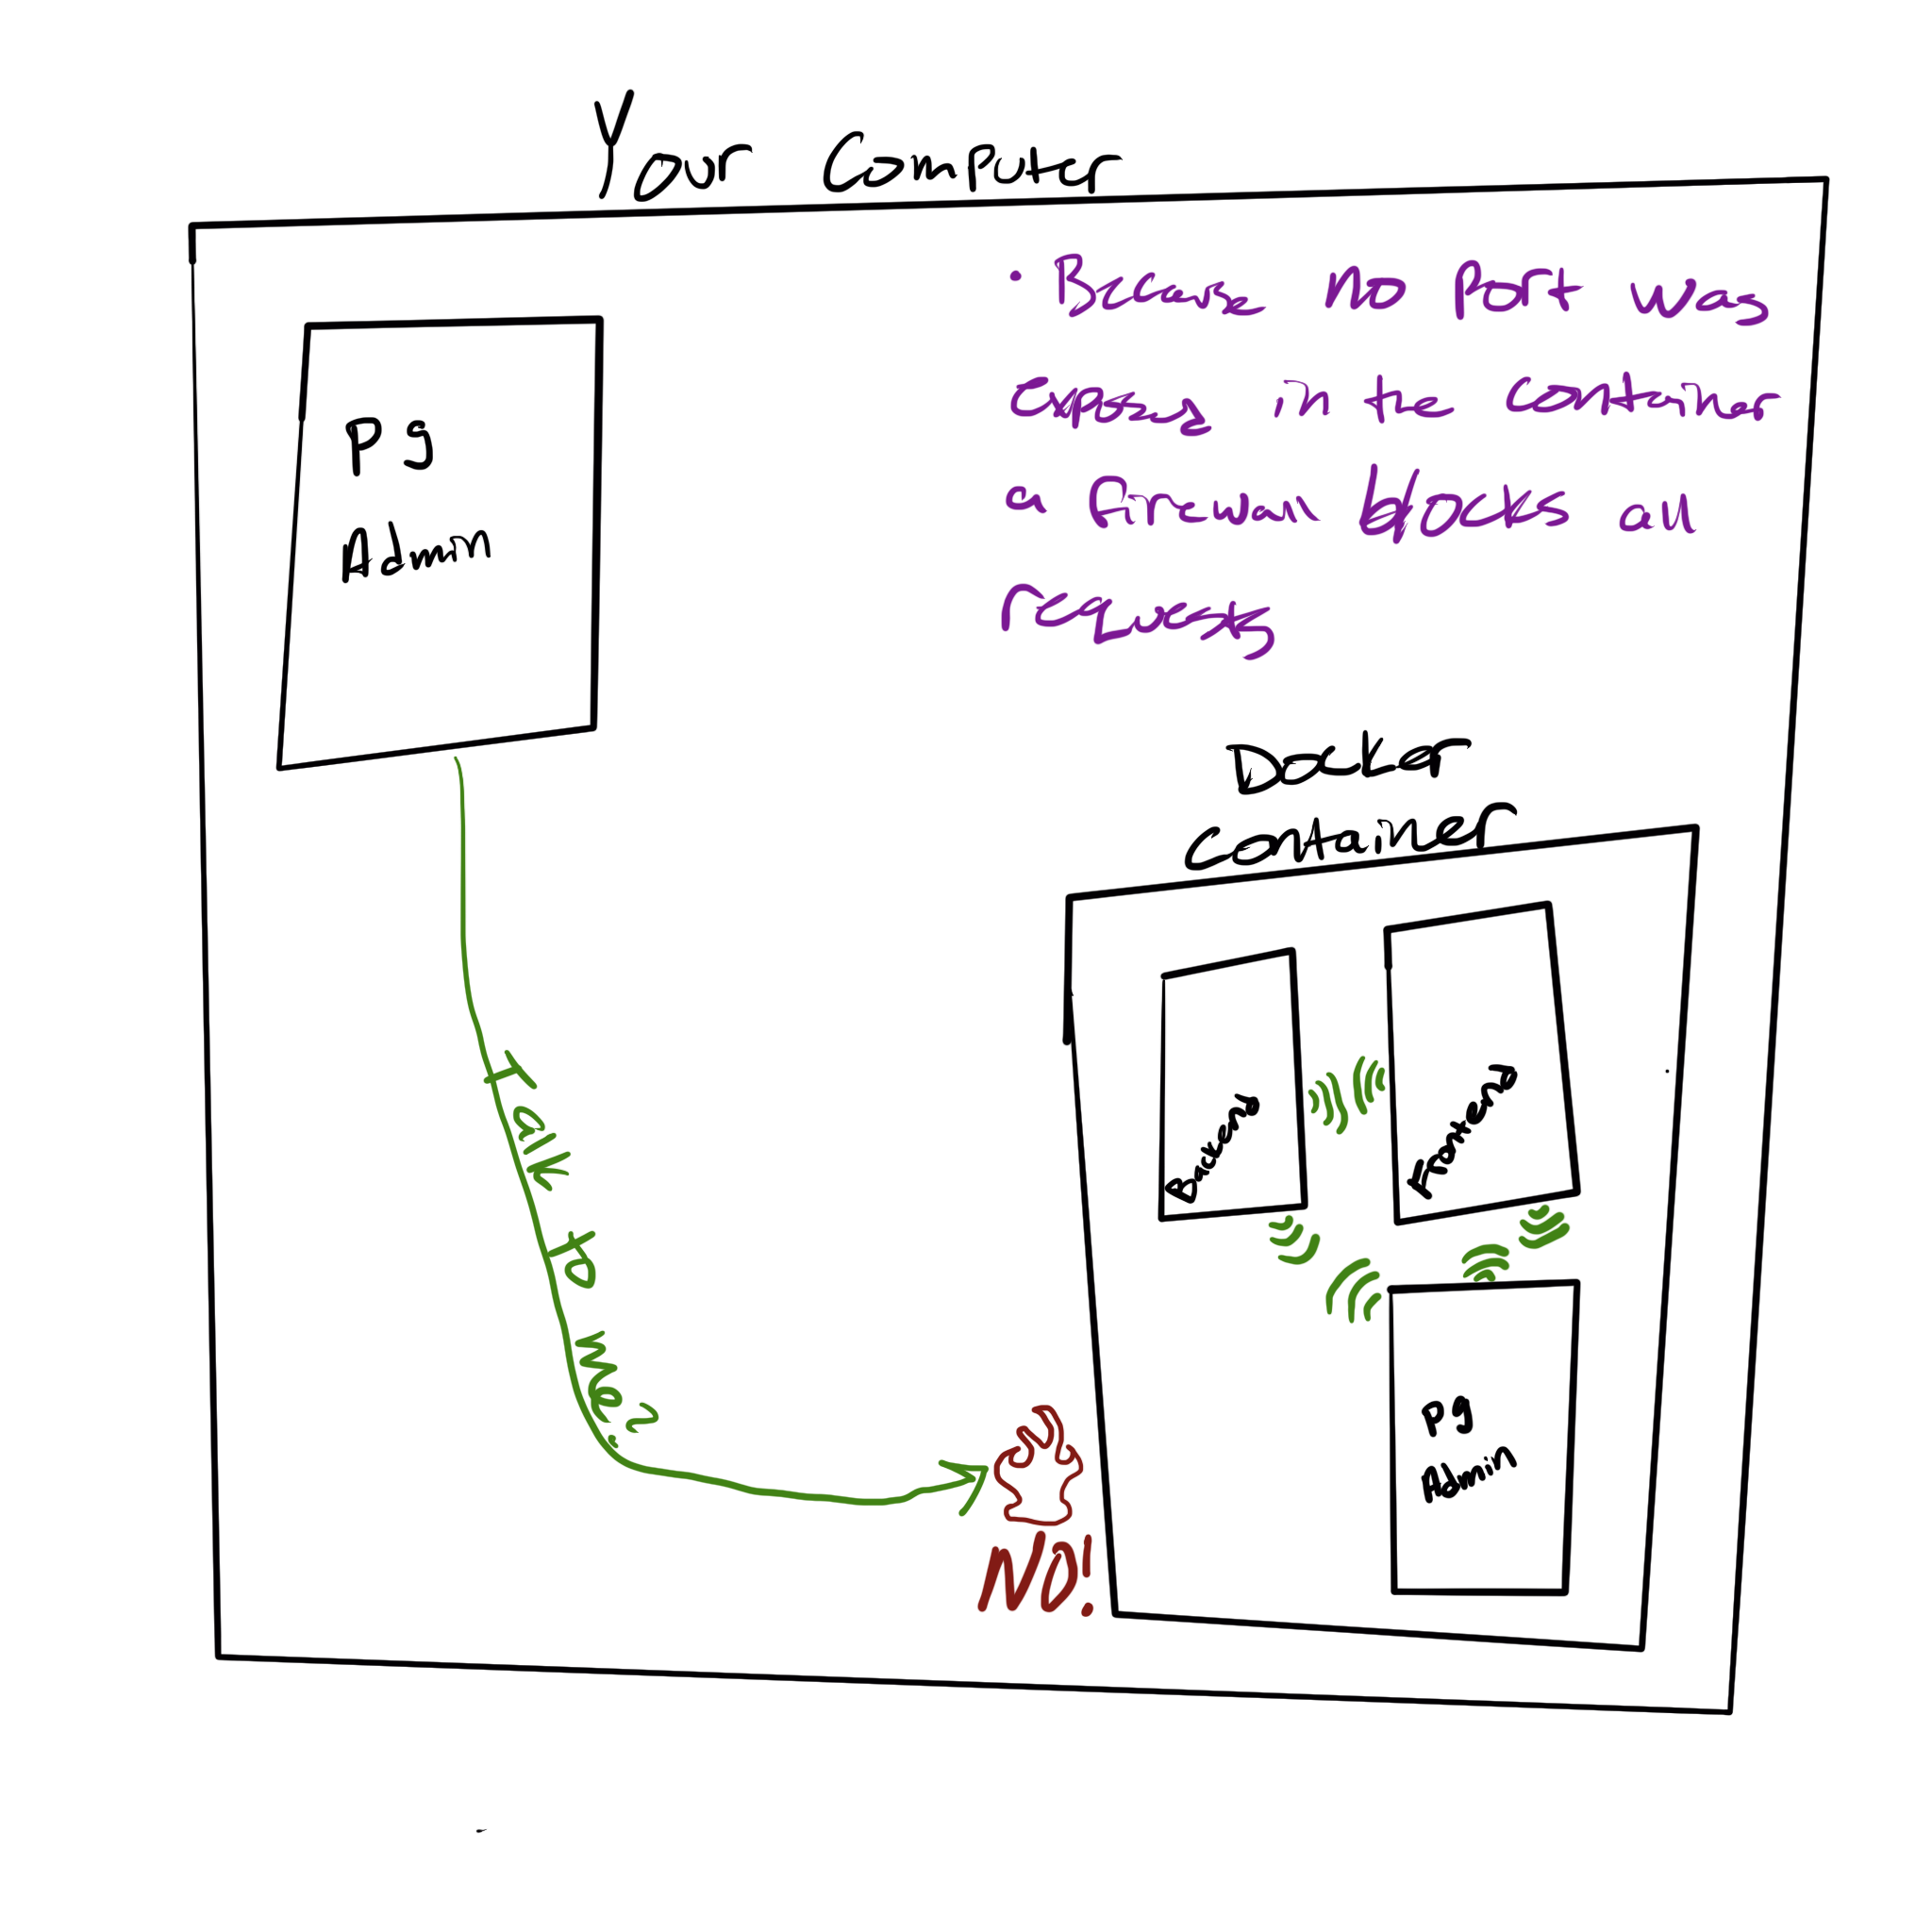 Your Computer
• Because no Port was
exposed in the container
a firewall blocks all
requests
Pg
Admin
Docker
container
Backend
Frontend
Talk to me?
NO!
Pg
Admin